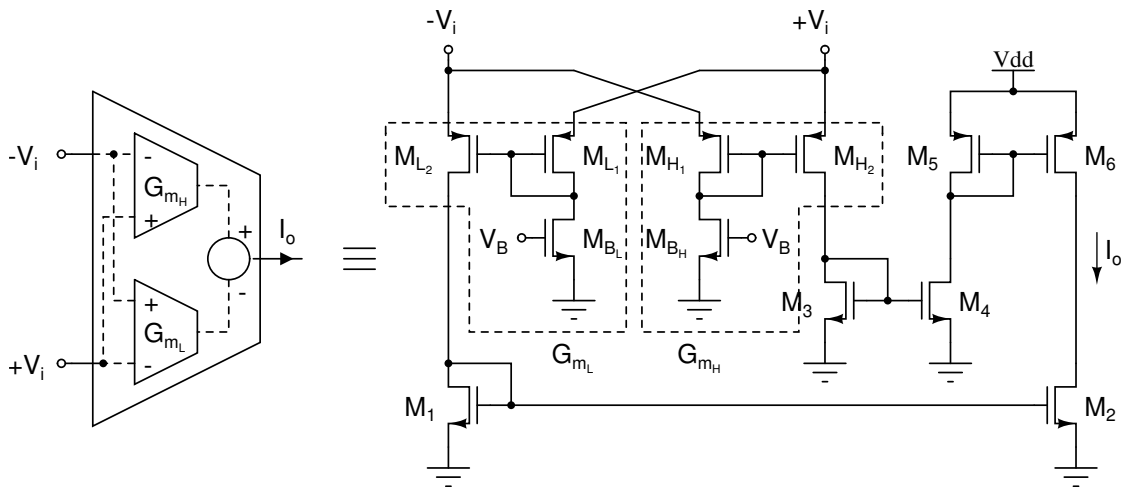 -Vi
+Vi
-
GmH
+
+
GmL
-
+
-
Io
≡
-Vi
+Vi
Vdd
ML2
ML1
MH1
MH2
M5
M6
VB
MBL
MBH
VB
Io
M3
M4
GmL
GmH
M1
M2